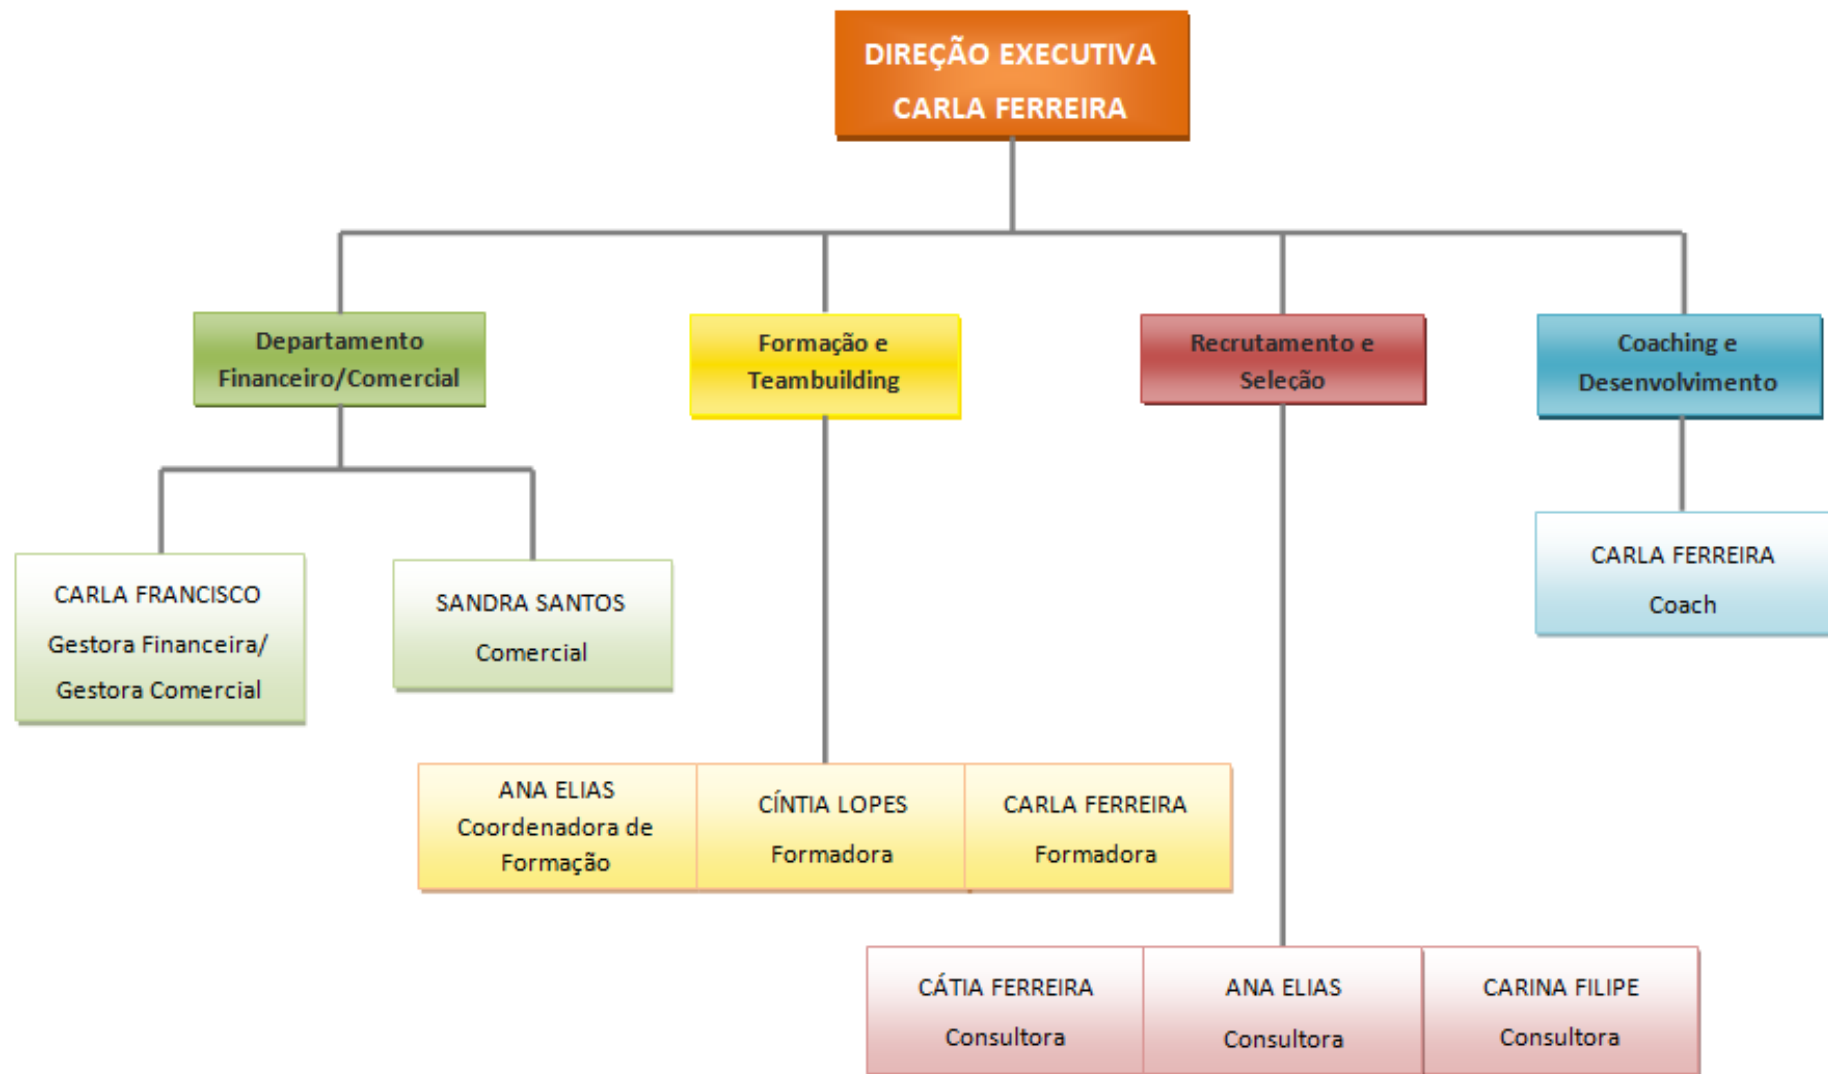 DIREÇÃO EXECUTIVA
CARLA FERREIRA
Departamento
Financeiro/Comercial
Formação e
Teambuilding
Recrutamento e
Seleção
Coaching e
Desenvolvimento
CARLA FRANCISCO
Gestora Financeira/
Gestora Comercial
SANDRA SANTOS
Comercial
CARLA FERREIRA
Coach
ANA ELIAS
Coordenadora de
Formação
CÍNTIA LOPES
Formadora
CARLA FERREIRA
Formadora
CÁTIA FERREIRA
Consultora
ANA ELIAS
Consultora
CARINA FILIPE
Consultora